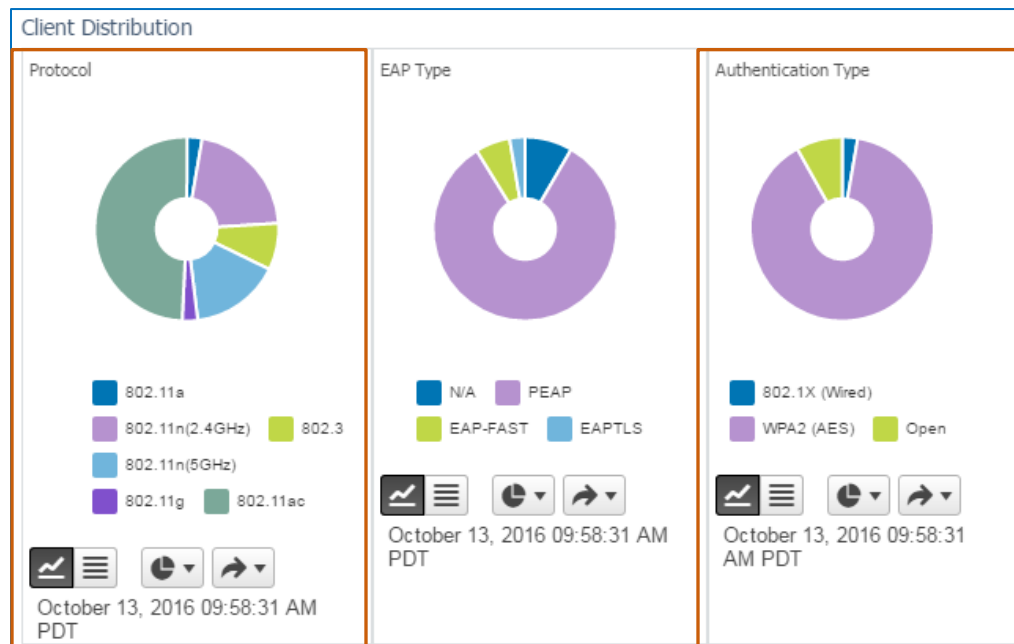 Client Distribution
Protocol
802.11a
802.11n(2.4GHz) 802.3
802.11n(5GHz)
802.11g 802.11ac
October 13, 2016 09:58:31 AM
PDT
EAP Type
N/A PEAP
EAP-FAST EAPTLS
October 13, 2016 09:58:31 AM
PDT
Authentication Type
802.1X (Wired)
WPA2 (AES) Open
October 13, 2016 09:58:31
AM PDT